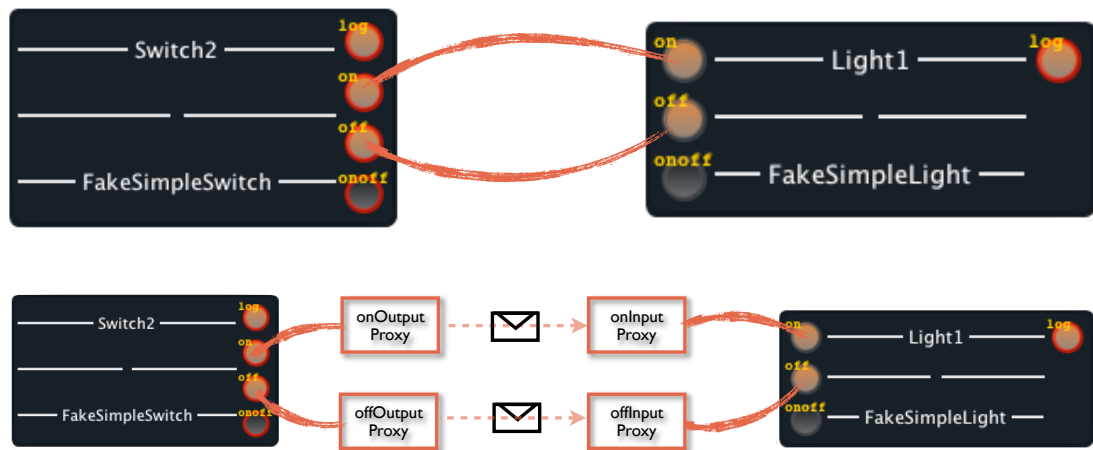 log
Switch2
on
off
FakeSimpleSwitch
onoff
on
Light1
log
off
onoff
FakeSimpleLight
log
Switch2
on
off
FakeSimpleSwitch
onoff
onOutput
Proxy
onInput
Proxy
offOutput
Proxy
offInput
Proxy
on
Light1
log
off
onoff
FakeSimpleLight